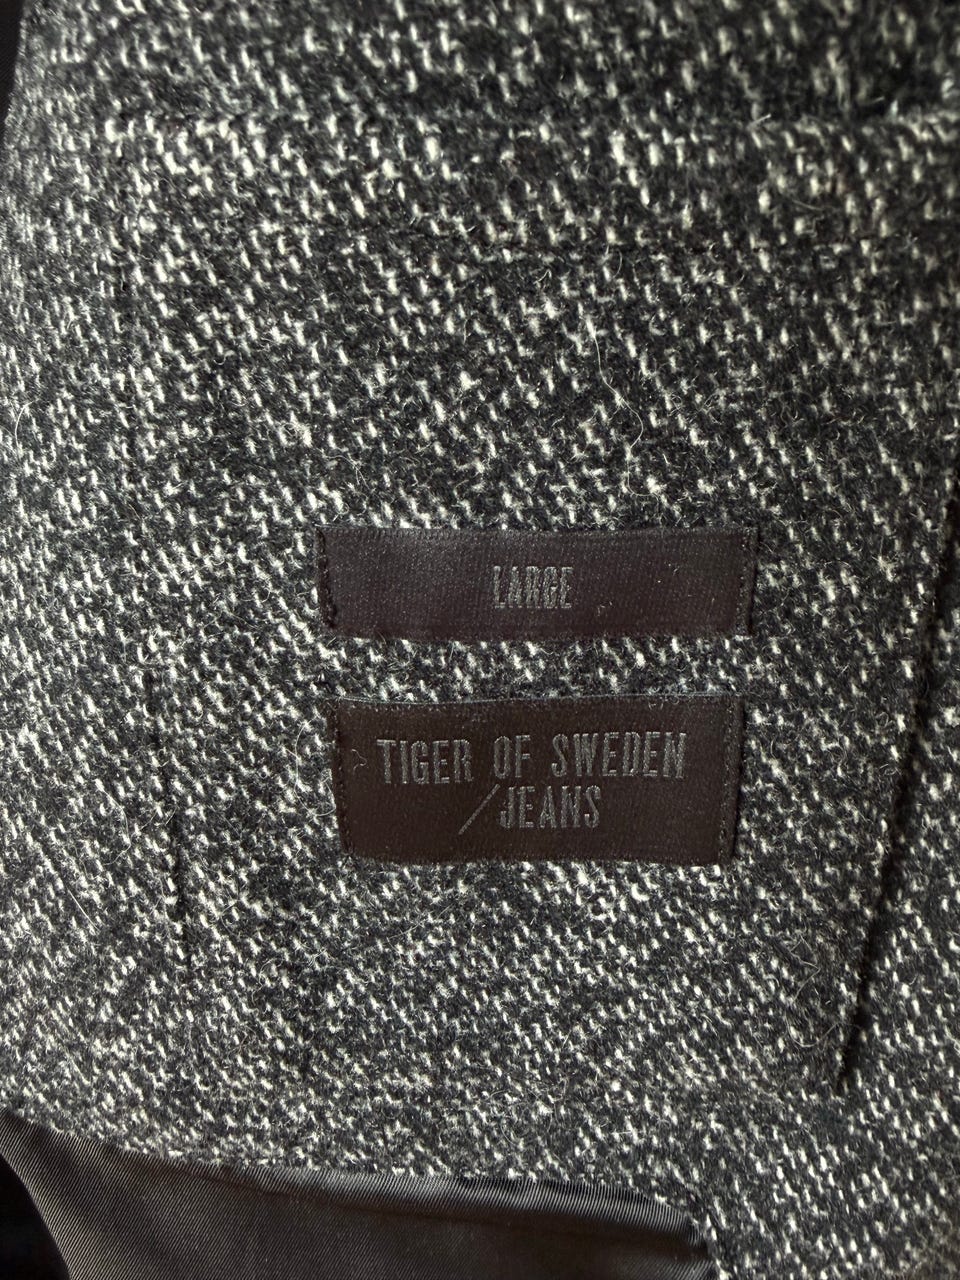 LARGE
TIGER OF SWEDEN
/JEANS